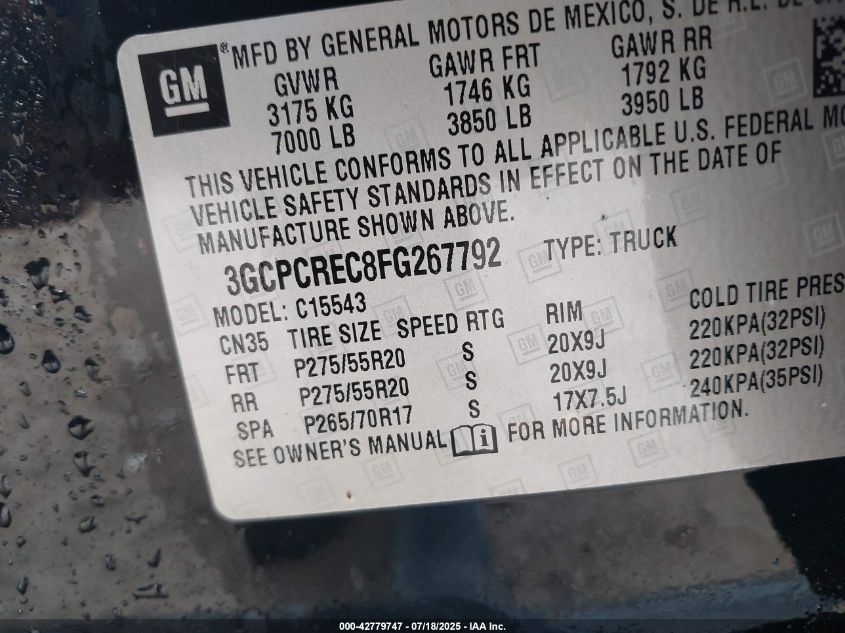 GM
® MFD BY GENERAL MOTORS DE MEXICO, S. DE R.L. DE
GVWR GAWR FRT GAWR RR
3175 KG 1746 KG 1792 KG
7000 LB 3850 LB 3950 LB
THIS VEHICLE CONFORMS TO ALL APPLICABLE U.S. FEDERAL
VEHICLE SAFETY STANDARDS IN EFFECT ON THE DATE OF
MANUFACTURE SHOWN ABOVE.
3GCPCREC8FG267792 TYPE: TRUCK
MODEL: C15543
CN35 TIRE SIZE SPEED RTG RIM COLD TIRE PRES
FRT P275/55R20 S 20X9J 220KPA(32PSI)
RR P275/55R20 S 20X9J 220KPA(32PSI)
SPA P265/70R17 S 17X7.5J 240KPA(35PSI)
SEE OWNER'S MANUAL FOR MORE INFORMATION.
000-42779747 - 07/18/2025 - IAA Inc.